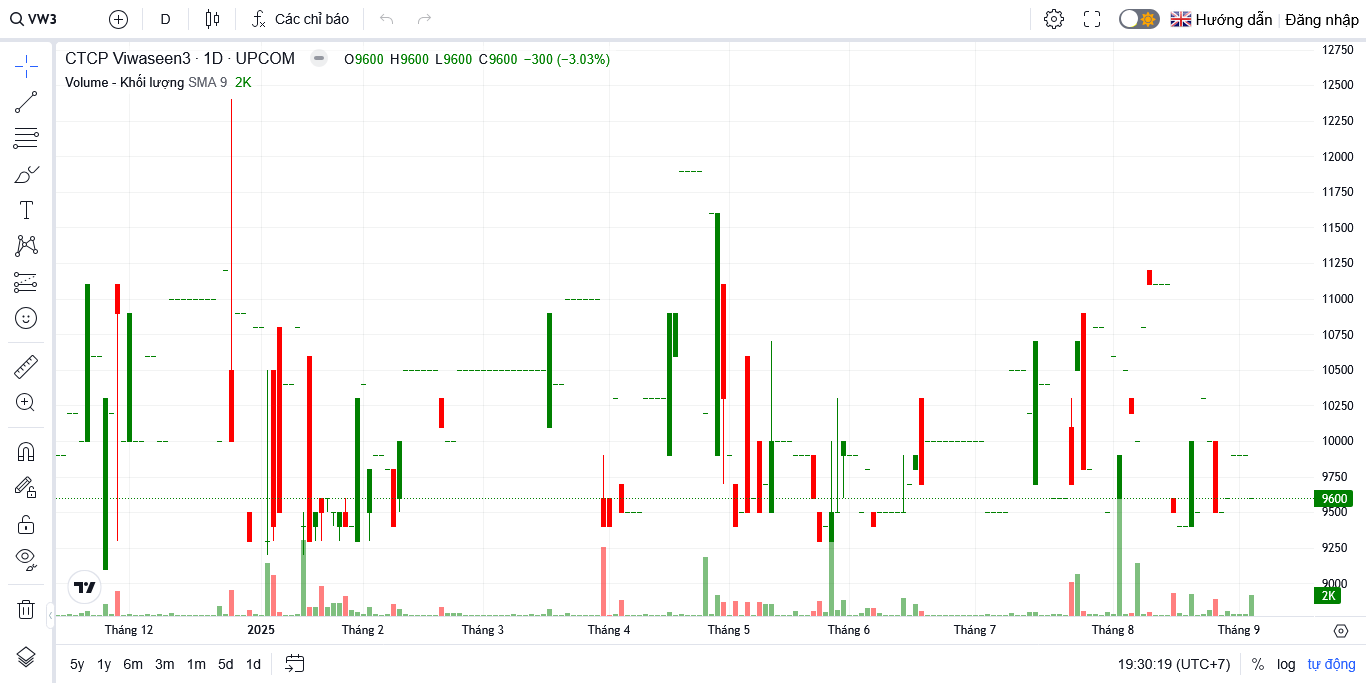 VW3 D Các chỉ báo Hướng dẫn Đăng nhập
CTCP Viwaseen3 · 1D · UPCOM O9600 H9600 L9600 C9600 −300 (−3.03%)
Volume - Khối lượng SMA 9 2K
12750
12500
12250
12000
11750
11500
11250
11000
10750
10500
10250
10000
9750
9600
9500
9250
9000
2K
Tháng 12 2025 Tháng 2 Tháng 3 Tháng 4 Tháng 5 Tháng 6 Tháng 7 Tháng 8 Tháng 9
5y 1y 6m 3m 1m 5d 1d 19:30:19 (UTC+7) % log tự động